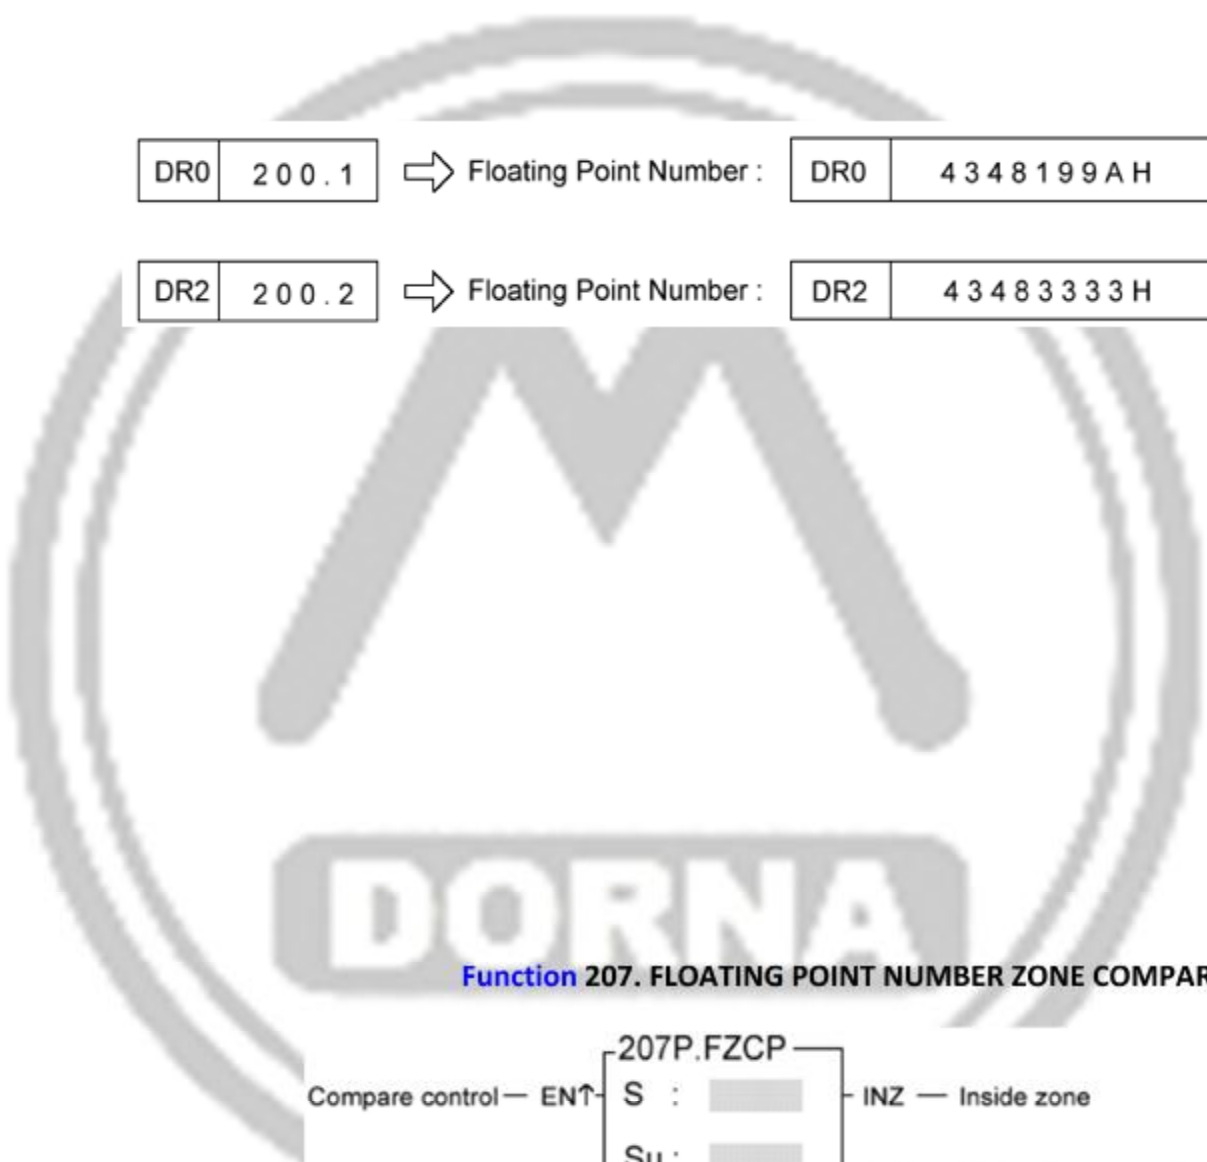 DR0 200.1 Floating Point Number : DR0 4348199AH
DR2 200.2 Floating Point Number : DR2 43483333H
DORNA
Function 207. FLOATING POINT NUMBER ZONE COMPAR
207P.FZCP
Compare control EN↑ S : INZ Inside zone
Su :